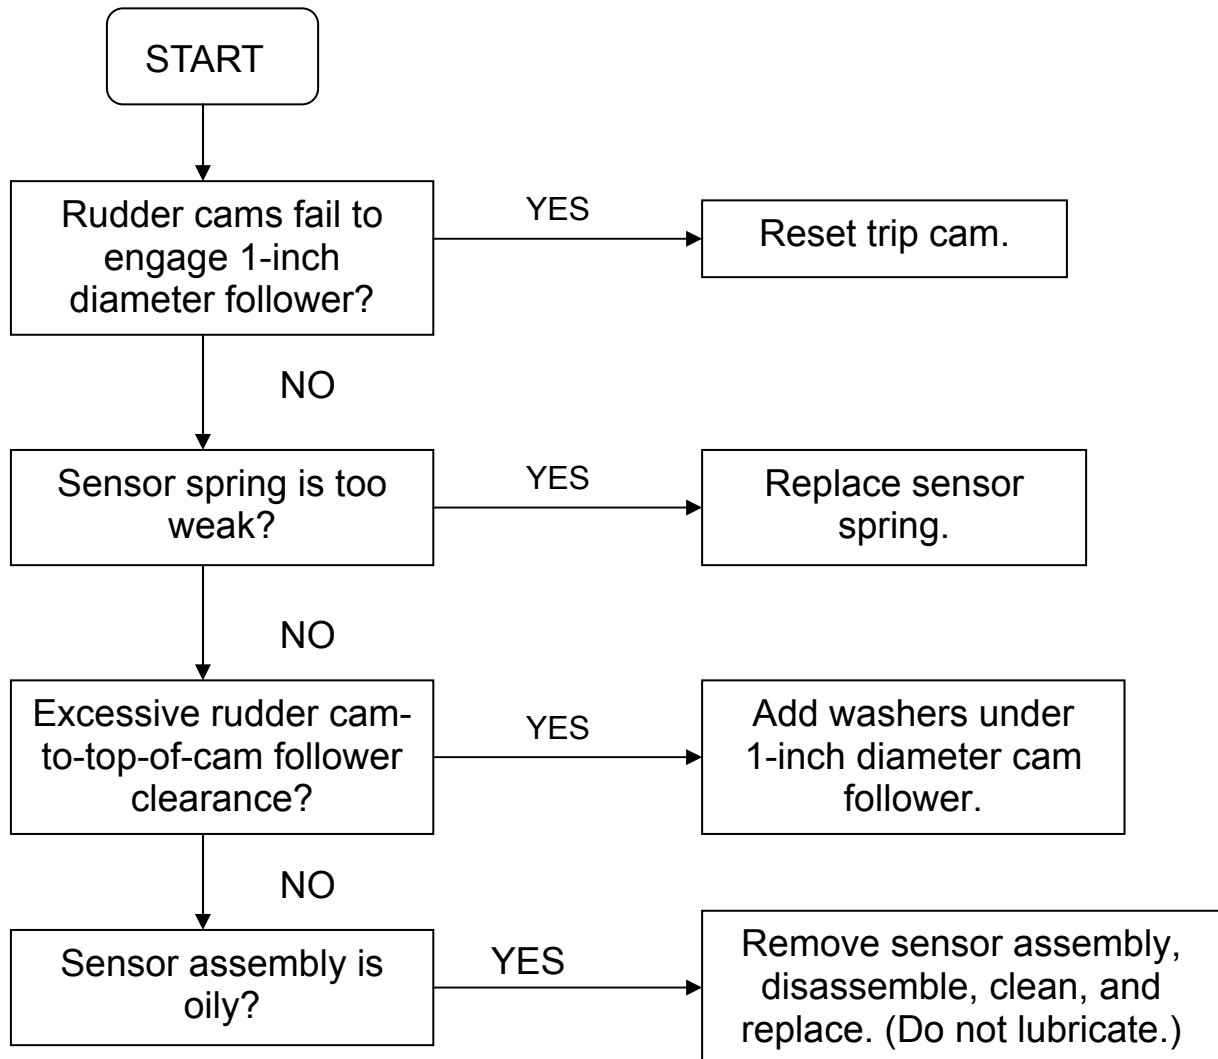 START
Rudder cams fail to
engage 1-inch
diameter follower?
YES
Reset trip cam.
NO
Sensor spring is too
weak?
YES
Replace sensor
spring.
NO
Excessive rudder cam-
to-top-of-cam follower
clearance?
YES
Add washers under
1-inch diameter cam
follower.
NO
Sensor assembly is
oily?
YES
Remove sensor assembly,
disassemble, clean, and
replace. (Do not lubricate.)